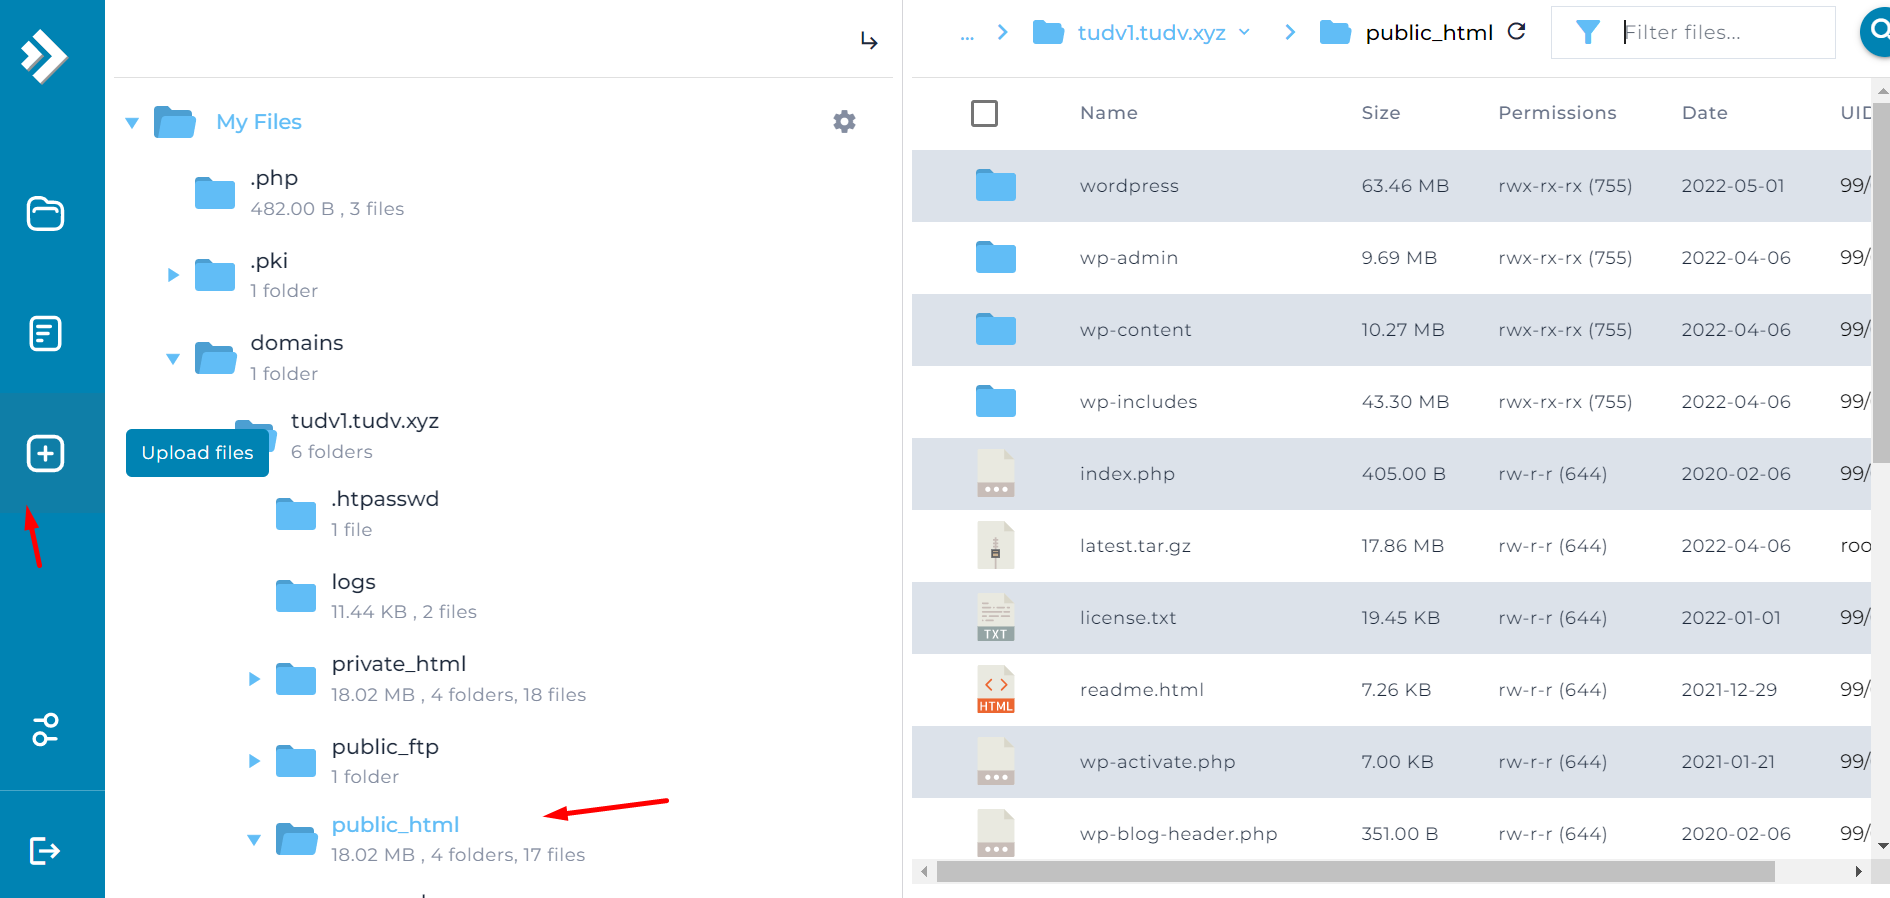 ... tudv1.tudv.xyz public_html Filter files...
My Files
.php
482.00 B , 3 files
.pki
1 folder
domains
1 folder
tudv1.tudv.xyz
6 folders
Upload files
.htpasswd
1 file
logs
11.44 KB , 2 files
private_html
18.02 MB , 4 folders, 18 files
public_ftp
1 folder
public_html
18.02 MB , 4 folders, 17 files
Name Size Permissions Date UID
wordpress 63.46 MB rwx-rx-rx (755) 2022-05-01 99/
wp-admin 9.69 MB rwx-rx-rx (755) 2022-04-06 99/
wp-content 10.27 MB rwx-rx-rx (755) 2022-04-06 99/
wp-includes 43.30 MB rwx-rx-rx (755) 2022-04-06 99/
index.php 405.00 B rw-r-r (644) 2020-02-06 99/
latest.tar.gz 17.86 MB rw-r-r (644) 2022-04-06 roo
TXT license.txt 19.45 KB rw-r-r (644) 2022-01-01 99/
HTML readme.html 7.26 KB rw-r-r (644) 2021-12-29 99/
wp-activate.php 7.00 KB rw-r-r (644) 2021-01-21 99/
wp-blog-header.php 351.00 B rw-r-r (644) 2020-02-06 99/